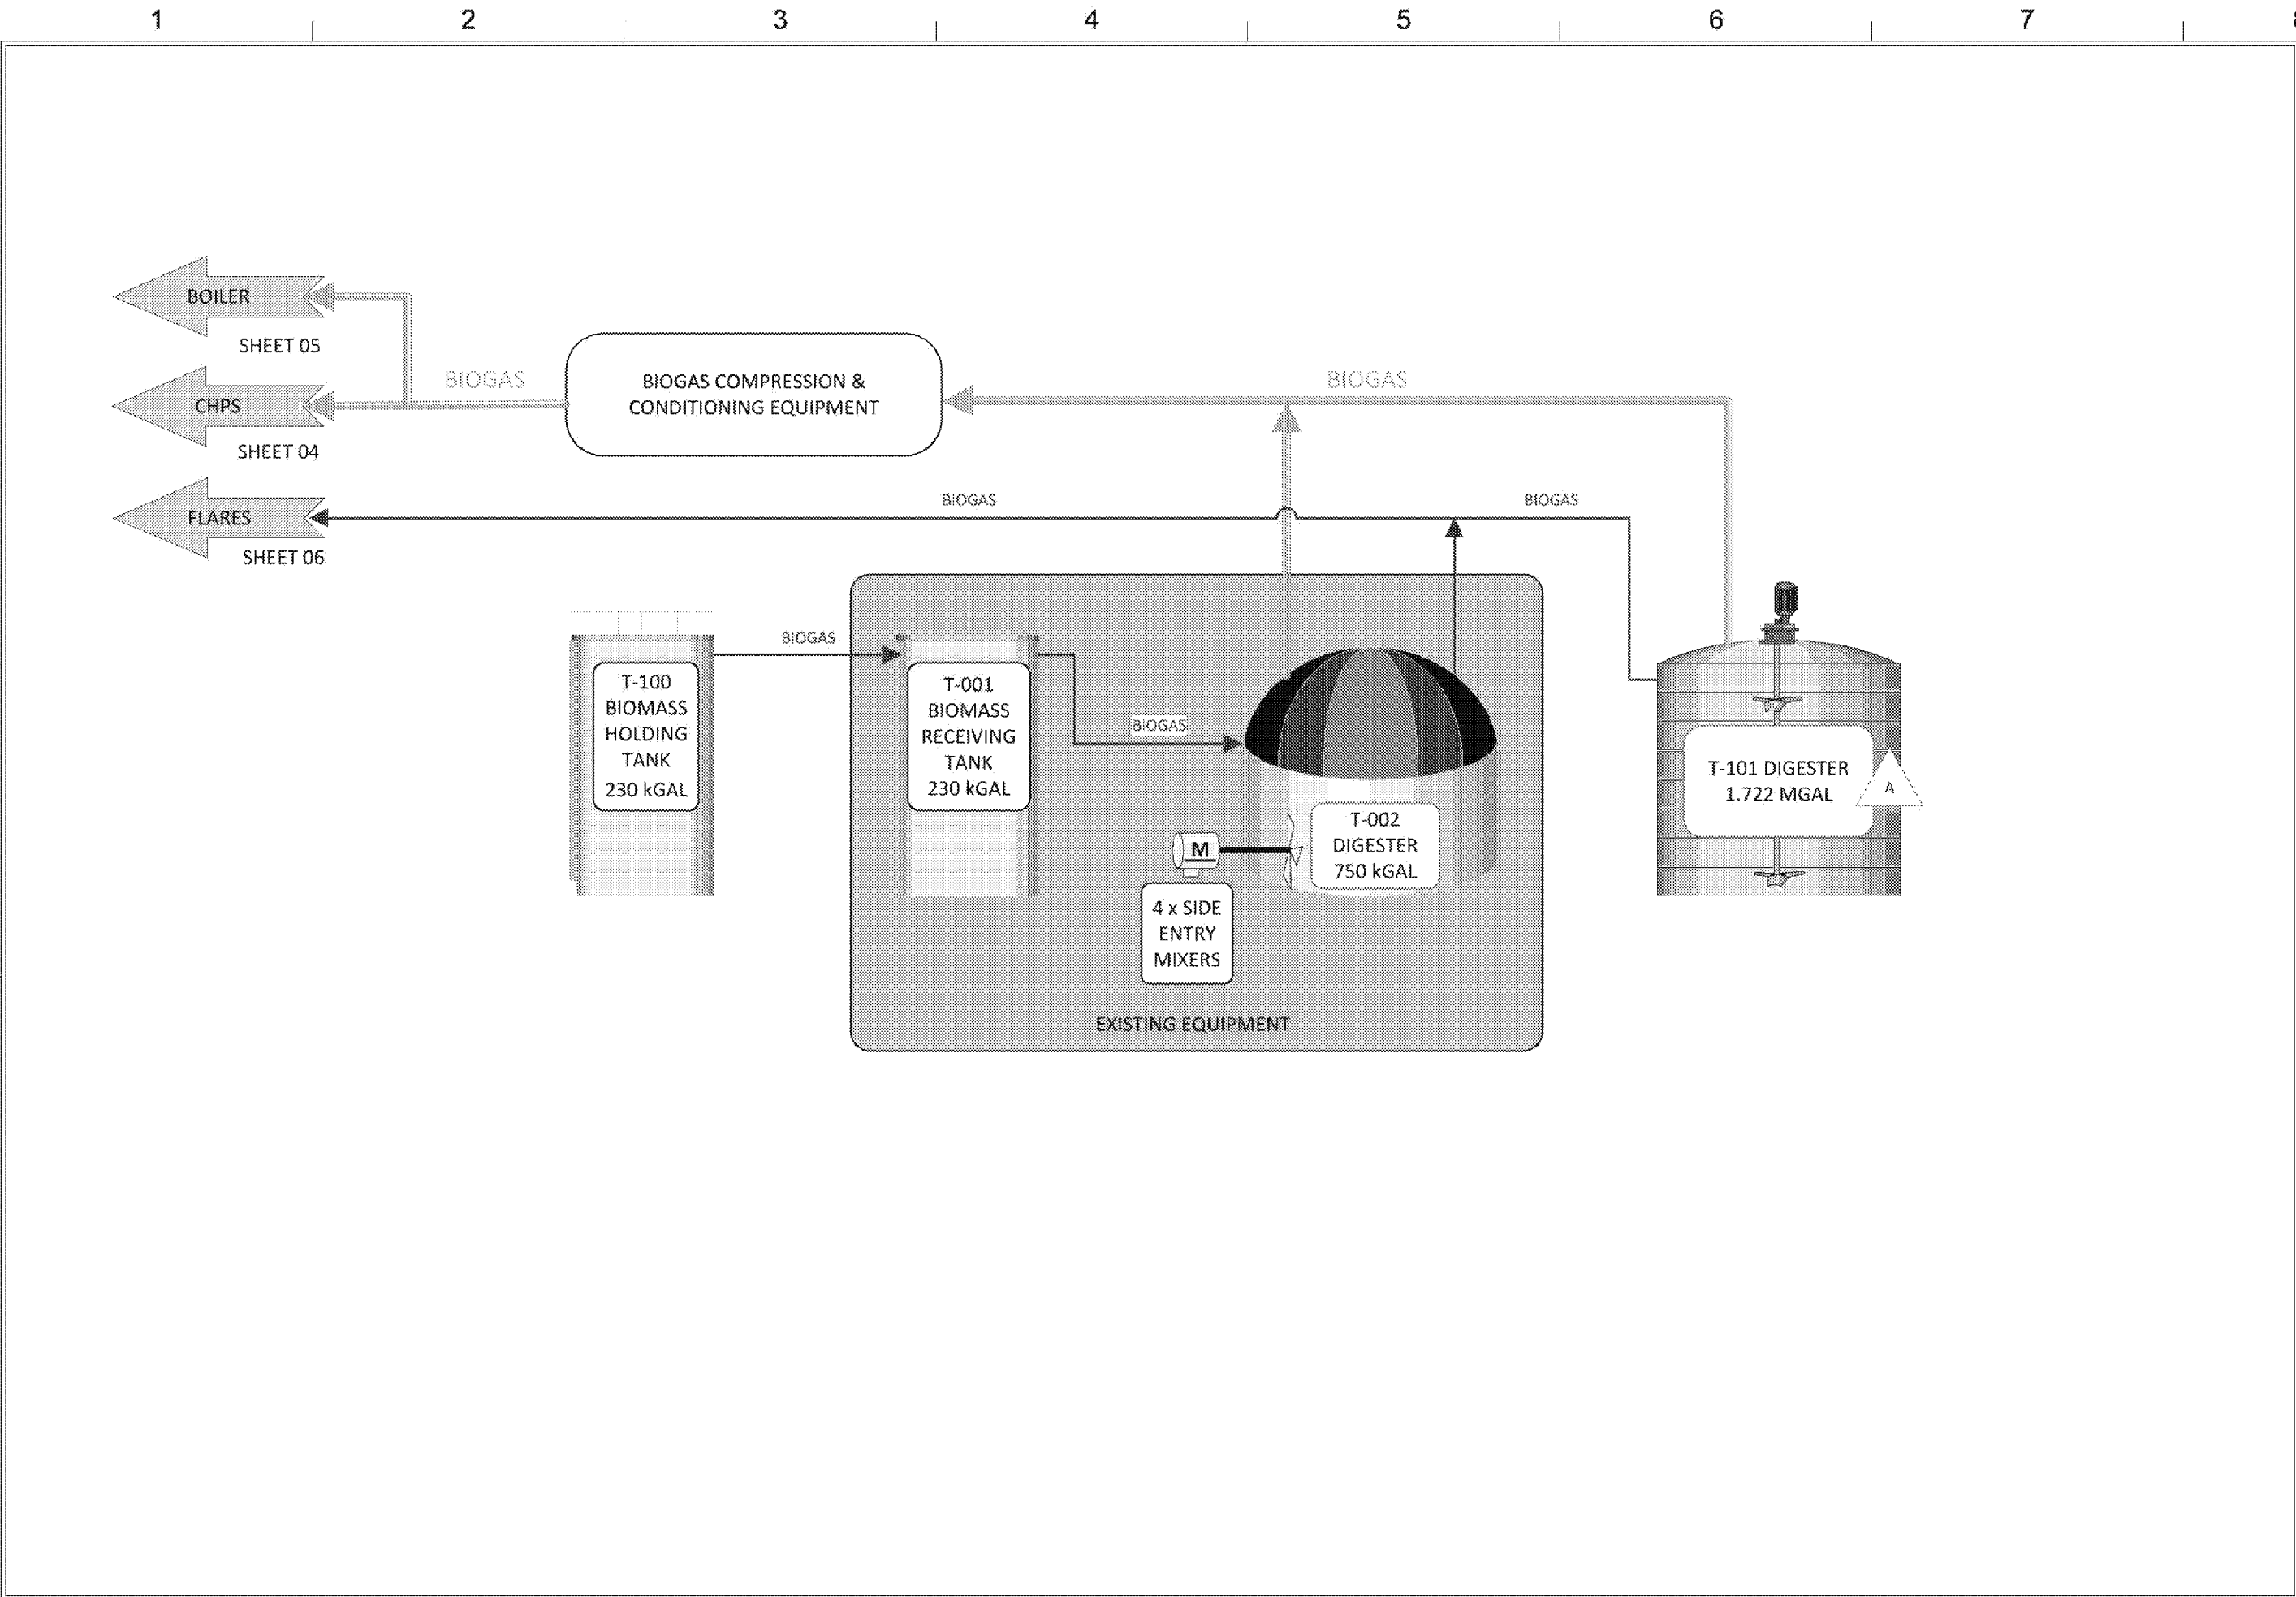 1 2 3 4 5 6 7
BOILER
SHEET 05
BIOGAS
BIOGAS COMPRESSION &
CONDITIONING EQUIPMENT
BIOGAS
CHPS
SHEET 04
BIOGAS
BIOGAS
FLARES
SHEET 06
BIOGAS
T-100
BIOMASS
HOLDING
TANK
230 kGAL
T-001
BIOMASS
RECEIVING
TANK
230 kGAL
BIOGAS
T-002
DIGESTER
750 kGAL
M
4 x SIDE
ENTRY
MIXERS
EXISTING EQUIPMENT
T-101 DIGESTER
1.722 MGAL
A